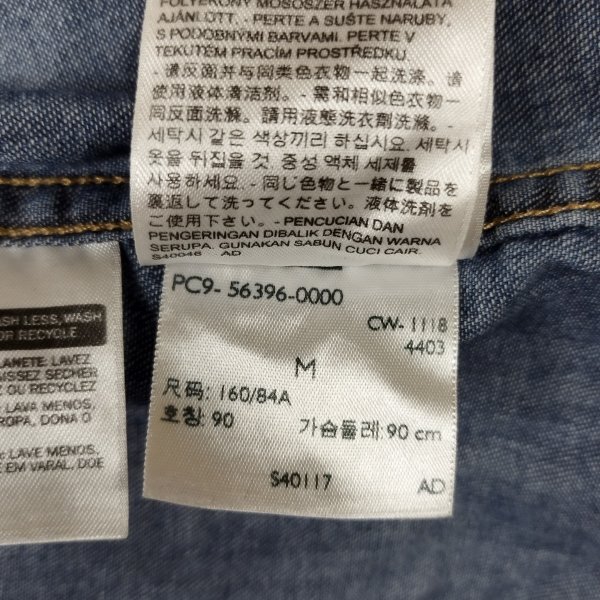 FOLYÉKONY MOSÓSZER HASZNÁLATA
AJÁNLOTT. - PERTE A SUŠTE NARUBY,
S PODOBNÝMI BARVAMI. PERTE V
TEKUTÉM PRACÍM PROSTŘEDKU.
- 请反面并与同类色衣物一起洗涤。请
使用液体清洁剂。- 需和相似色衣物一
同反面洗滌。請用液態洗衣劑洗滌。-
세탁시 같은 색상끼리 하십시요. 세탁시
옷을 뒤집을 것. 중성 액체 세제를
사용하세요. - 同じ色物と一緒に製品を
裏返して洗ってください。液体洗剤を
ご使用下さい。- PENCUCIAN DAN
PENGERINGAN DIBALIK DENGAN WARNA
SERUPA. GUNAKAN SABUN CUCI CAIR.
S40046 AD
PC9- 56396-0000
CW- 1118
4403
M
尺码: 160/84A
호칭: 90 가슴둘레: 90 cm
S40117 AD
LESS, WASH
OR RECYCLE
PLANETE: LAVEZ
SÉCHER
OU RECYCLEZ
LAVA MENOS,
ROPA, DONA O
LAVE MENOS,
EM VARAL, DOE